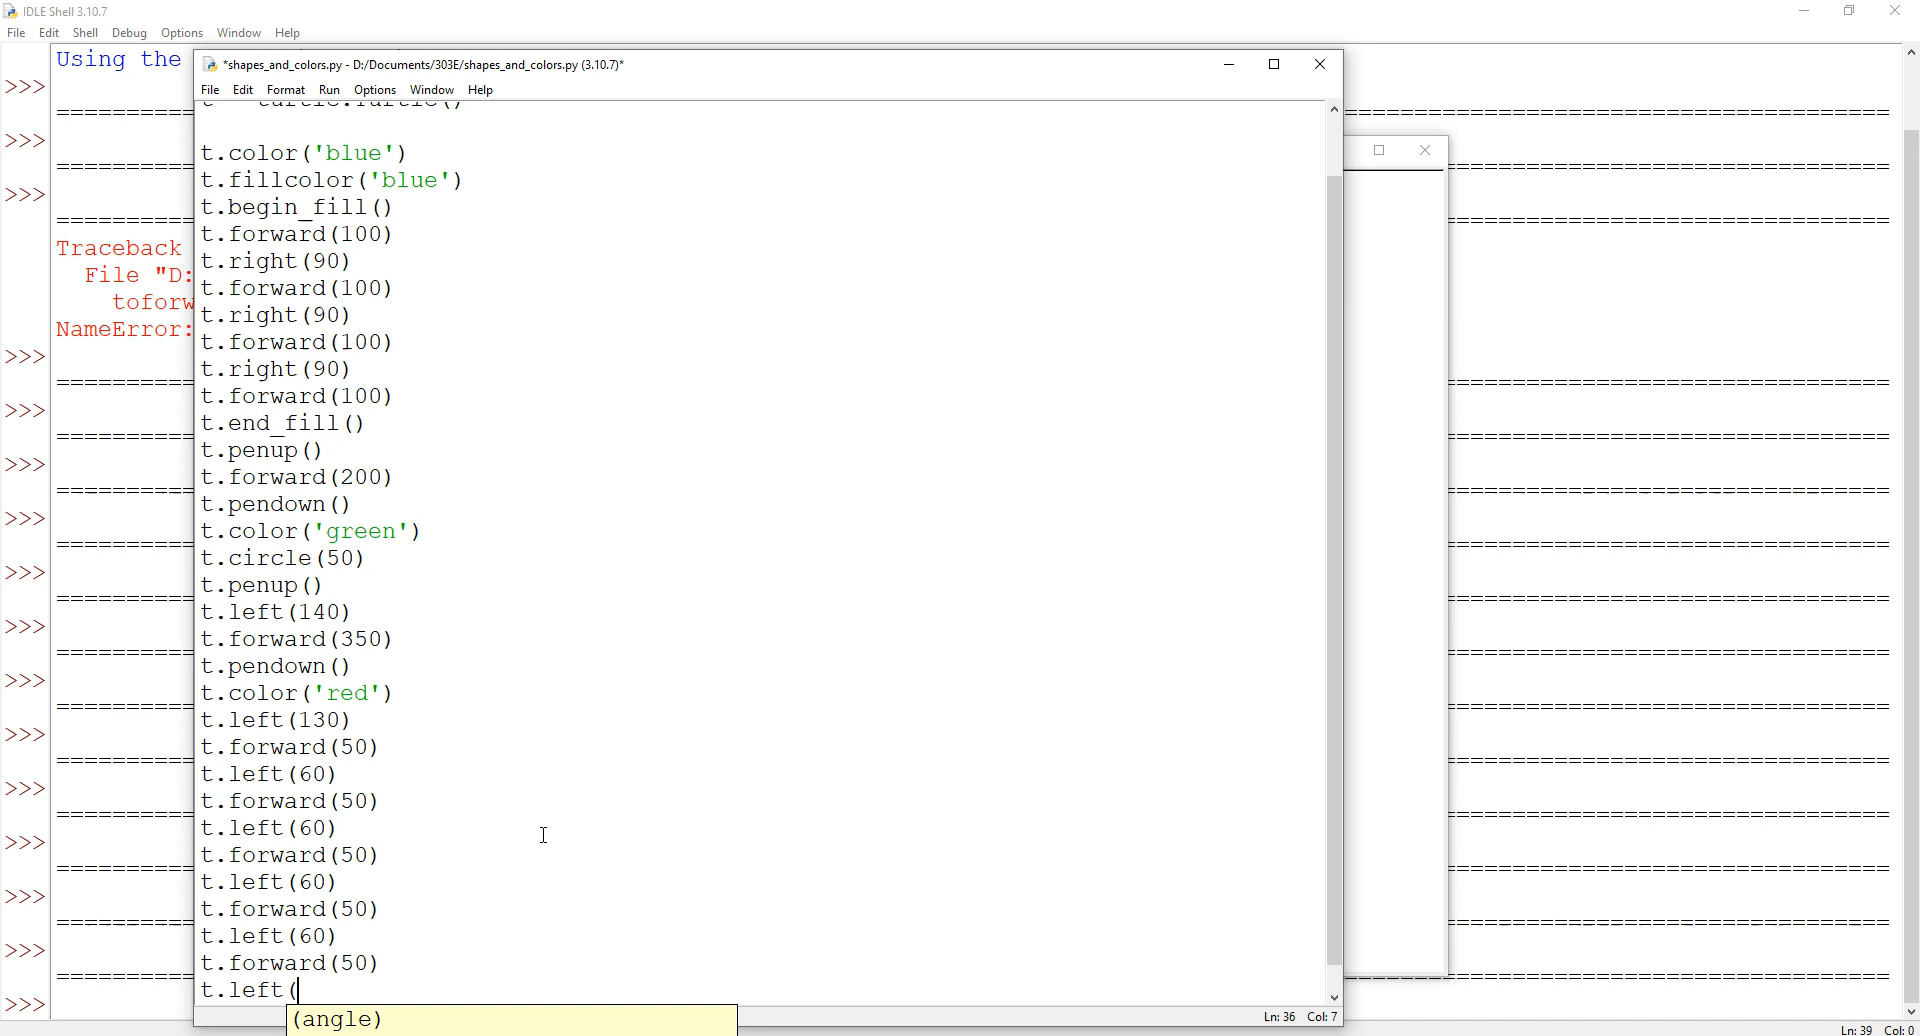 IDLE Shell 3.10.7
File Edit Shell Debug Options Window Help
Using the
>>>
>>>
>>>
Traceback
File "D:
toforw
NameError:
>>>
>>>
>>>
>>>
>>>
>>>
>>>
>>>
>>>
>>>
>>>
>>>
>>>
*shapes_and_colors.py - D:/Documents/303E/shapes_and_colors.py (3.10.7)*
File Edit Format Run Options Window Help
t.color('blue')
t.fillcolor('blue')
t.begin_fill()
t.forward(100)
t.right(90)
t.forward(100)
t.right(90)
t.forward(100)
t.right(90)
t.forward(100)
t.end_fill()
t.penup()
t.forward(200)
t.pendown()
t.color('green')
t.circle(50)
t.penup()
t.left(140)
t.forward(350)
t.pendown()
t.color('red')
t.left(130)
t.forward(50)
t.left(60)
t.forward(50)
t.left(60)
t.forward(50)
t.left(60)
t.forward(50)
t.left(60)
t.forward(50)
t.left(
(angle)
Ln: 36 Col: 7
Ln: 39 Col: 0